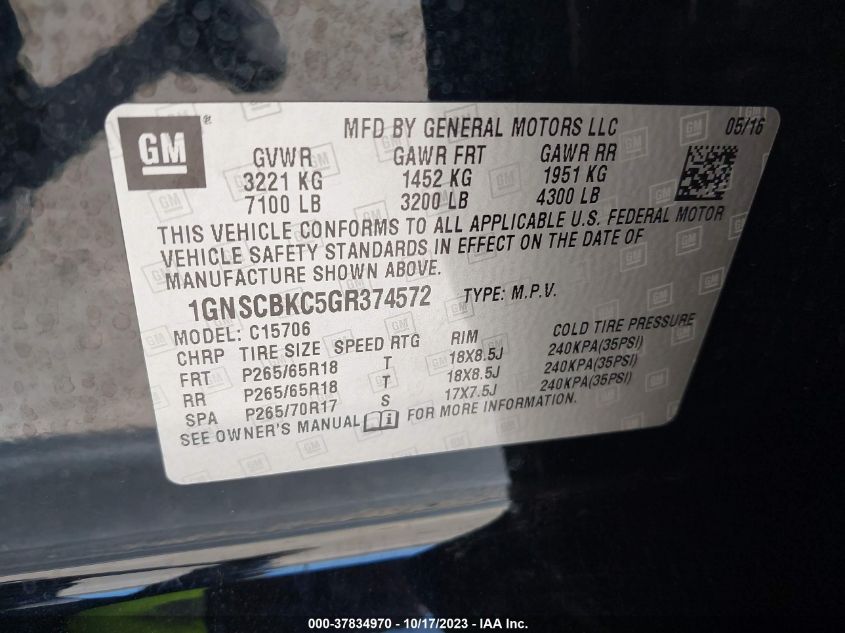 GM ®
MFD BY GENERAL MOTORS LLC 05/16
GVWR GAWR FRT GAWR RR
3221 KG 1452 KG 1951 KG
7100 LB 3200 LB 4300 LB
THIS VEHICLE CONFORMS TO ALL APPLICABLE U.S. FEDERAL MOTOR
VEHICLE SAFETY STANDARDS IN EFFECT ON THE DATE OF
MANUFACTURE SHOWN ABOVE.
1GNSCBKC5GR374572 TYPE: M.P.V.
MODEL: C15706
CHRP TIRE SIZE SPEED RTG RIM COLD TIRE PRESSURE
FRT P265/65R18 T 18X8.5J 240KPA(35PSI)
RR P265/65R18 T 18X8.5J 240KPA(35PSI)
SPA P265/70R17 S 17X7.5J 240KPA(35PSI)
SEE OWNER'S MANUAL i FOR MORE INFORMATION.
000-37834970 - 10/17/2023 - IAA Inc.